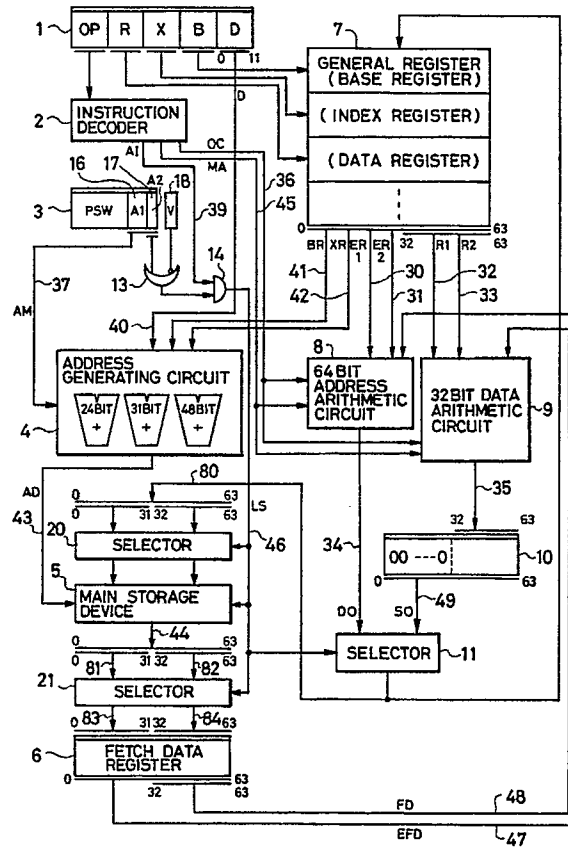 1 OP R X B D
0 11
D
7
GENERAL REGISTER
(BASE REGISTER)
(INDEX REGISTER)
(DATA REGISTER)
2 INSTRUCTION
DECODER
AI
OC
MA
16 17 A2 18
3 PSW A1 V
36
45
39
37
AM
13
14
40
0 63
32 63
BR XR ER1 ER2 R1 R2
41
42
30
31
32
33
8
64BIT
ADDRESS
ARITHMETIC
CIRCUIT
32BIT DATA
ARITHMETIC
CIRCUIT
9
ADDRESS
GENERATING CIRCUIT
24BIT +
31BIT +
48BIT +
4
AD
43
80
0 31 32 63
LS
46
20
SELECTOR
5
MAIN STORAGE
DEVICE
44
0 63
0 31 32 63
81 82
21
SELECTOR
83 84
0 31 32 63
6 FETCH DATA
REGISTER
0 63
32 63
34
35
32 63
00 ---0
10
0 63
49
DO SO
SELECTOR
11
FD
48
EFD
47